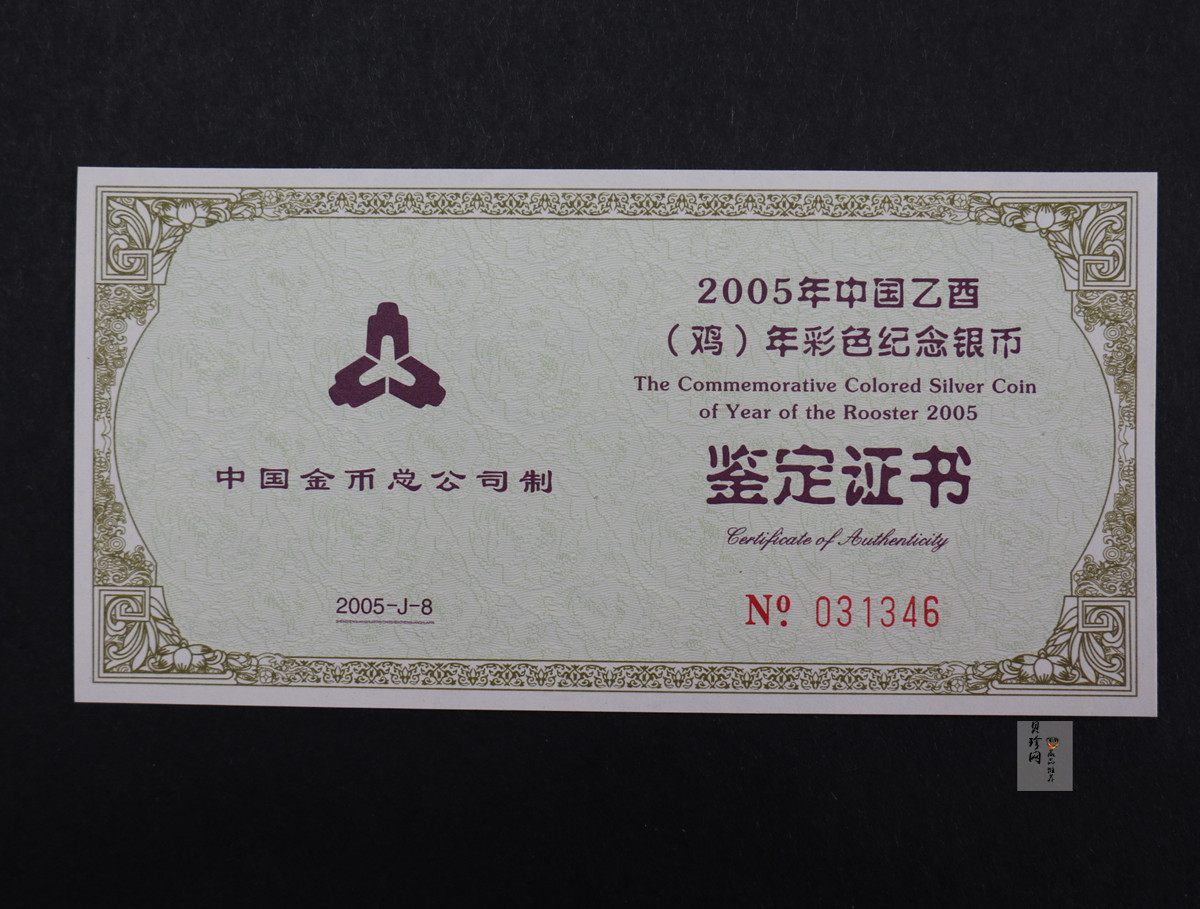 2005年中国乙酉
（鸡）年彩色纪念银币
The Commemorative Colored Silver Coin
of Year of the Rooster 2005
鉴定证书
Certificate of Authenticity
Nº 031346
中国金币总公司制
2005-J-8
贝珍网